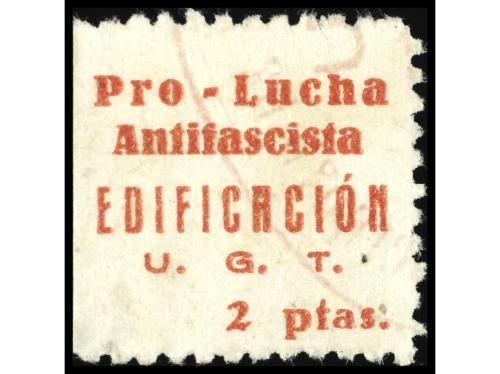 Pro - Lucha
Antifascista
EDIFICACIÓN
U. G. T.
2 ptas.